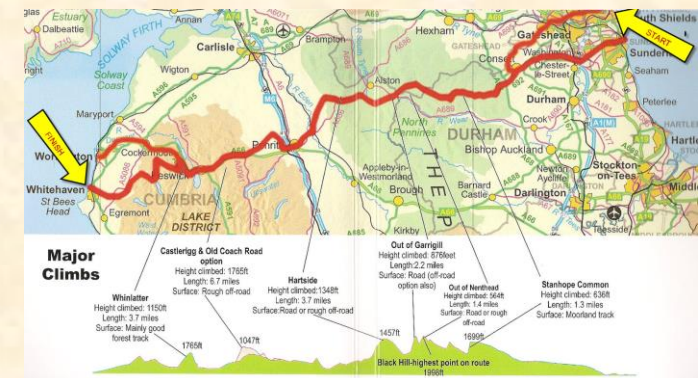 Dalbeattie
SOLWAY FIRTH
Annan
Carlisle
Brampton
Hexham
GATESHEAD
Gateshead
South Shields
START
Solway
Coast
Wigton
Washington
Chester-
le-Street
Consett
Seaham
Maryport
Alston
North
Pennines
Durham
Peterlee
FINISH
Cockermouth
DURHAM
Crook
Bishop Auckland
Whitehaven
St Bees
Head
CUMBRIA
LAKE
DISTRICT
Appleby-in-
Westmorland
Brough
Barnard
Castle
Newton
Aycliffe
Darlington
Stockton-
on-Tees
Egremont
Kirkby
THE P
Teesside
Major
Climbs
Castlerigg & Old Coach Road
option
Height climbed: 1765ft
Length: 6.7 miles
Surface: Rough off-road
Out of Garrigill
Height climbed: 876feet
Length:2.2 miles
Surface: Road (off-road
option also)
Whinlatter
Height climbed: 1150ft
Length: 3.7 miles
Surface: Mainly good
forest track
Hartside
Height climbed:1348ft
Length: 3.7 miles
Surface:Road or rough off-road
Out of Nenthead
Height climbed: 564ft
Length: 1.4 miles
Surface: Road or rough
off-road
Stanhope Common
Height climbed: 636ft
Length: 1.3 miles
Surface: Moorland track
1765ft
1047ft
1457ft
1699ft
Black Hill-highest point on route
1998ft